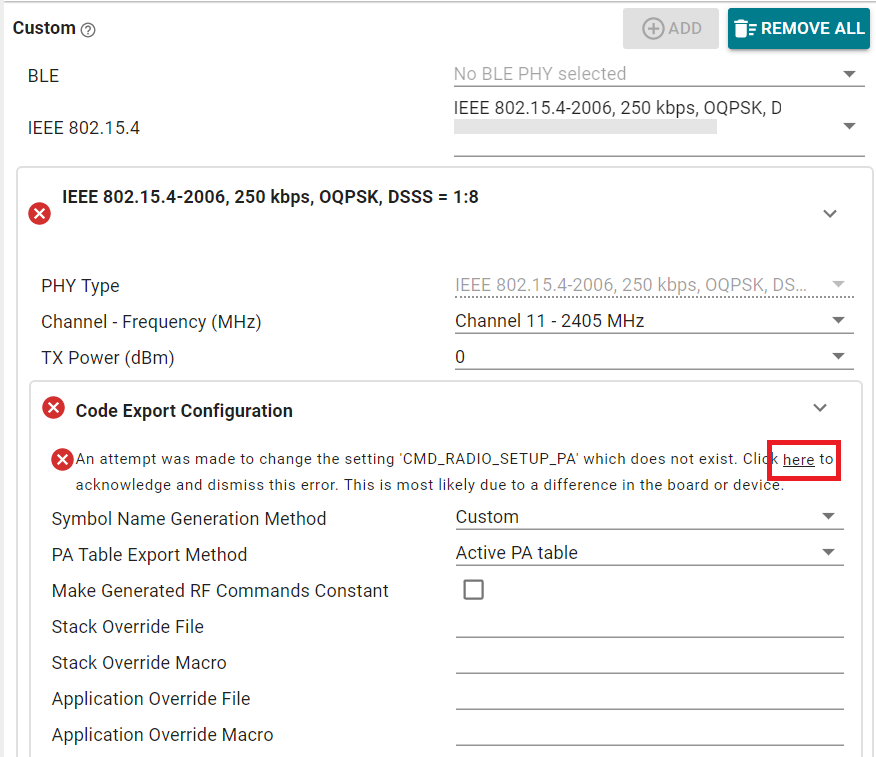 Custom
ADD
REMOVE ALL
BLE
No BLE PHY selected
IEEE 802.15.4
IEEE 802.15.4-2006, 250 kbps, OQPSK, D
IEEE 802.15.4-2006, 250 kbps, OQPSK, DSSS = 1:8
PHY Type
IEEE 802.15.4-2006, 250 kbps, OQPSK, DS...
Channel - Frequency (MHz)
Channel 11 - 2405 MHz
TX Power (dBm)
0
Code Export Configuration
An attempt was made to change the setting 'CMD_RADIO_SETUP_PA' which does not exist. Click here to
acknowledge and dismiss this error. This is most likely due to a difference in the board or device.
Symbol Name Generation Method
Custom
PA Table Export Method
Active PA table
Make Generated RF Commands Constant
Stack Override File
Stack Override Macro
Application Override File
Application Override Macro